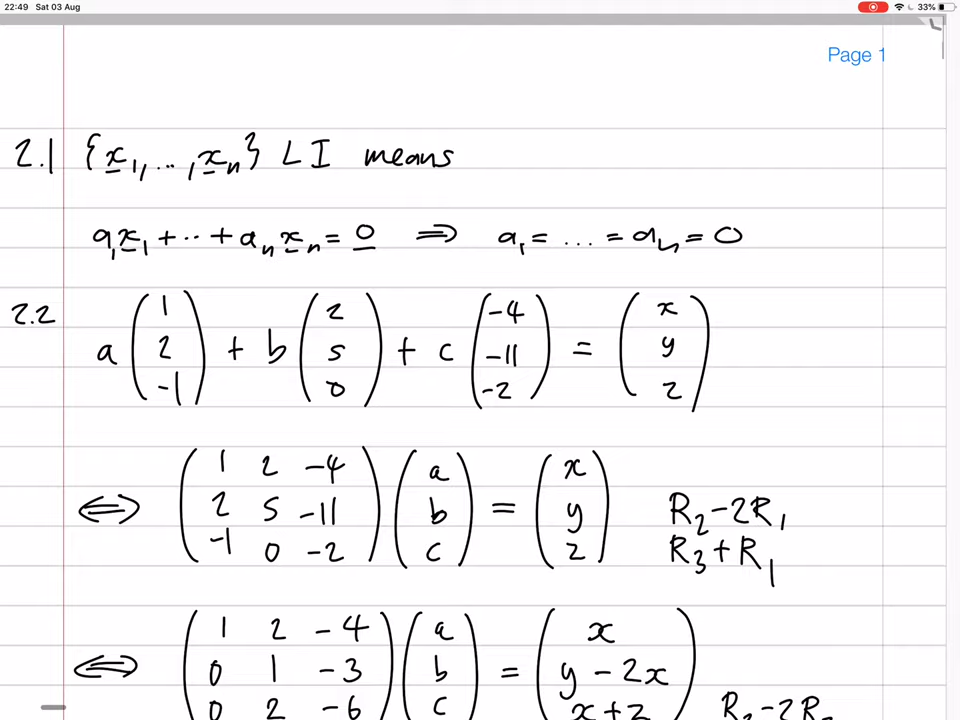 22:49 Sat 03 Aug 33%
Page 1
2.1 {x₁, ..., xₙ} LI means
a₁x₁ + ... + aₙxₙ = 0 ⟹ a₁ = ... = aₙ = 0
2.2 a (1 2 -1) + b (2 5 0) + c (-4 -11 -2) = (x y z)
⟺ (1 2 -4; 2 5 -11; -1 0 -2) (a b c) = (x y z) R₂-2R₁ R₃+R₁
⟺ (1 2 -4; 0 1 -3; 0 2 -6) (a b c) = (x y-2x x+z) R₃-2R₂